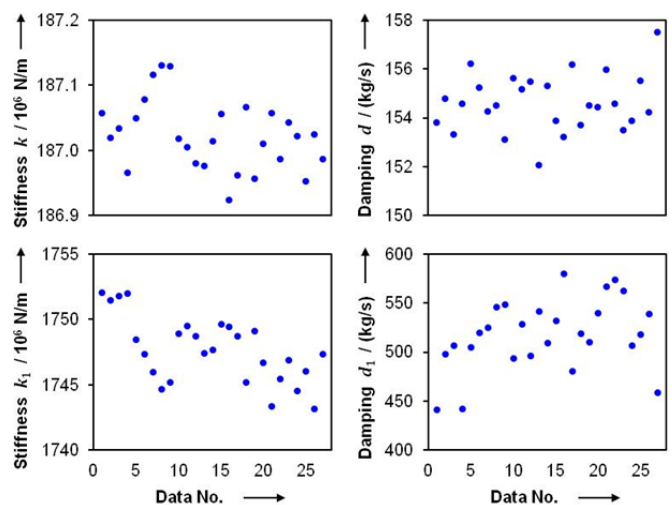 Stiffness k / 10⁶ N/m
187.2
187.1
187.0
186.9
Damping d / (kg/s)
158
156
154
152
150
Stiffness k₁ / 10⁶ N/m
1755
1750
1745
1740
0 5 10 15 20 25
Data No.
Damping d₁ / (kg/s)
600
550
500
450
400
0 5 10 15 20 25
Data No.